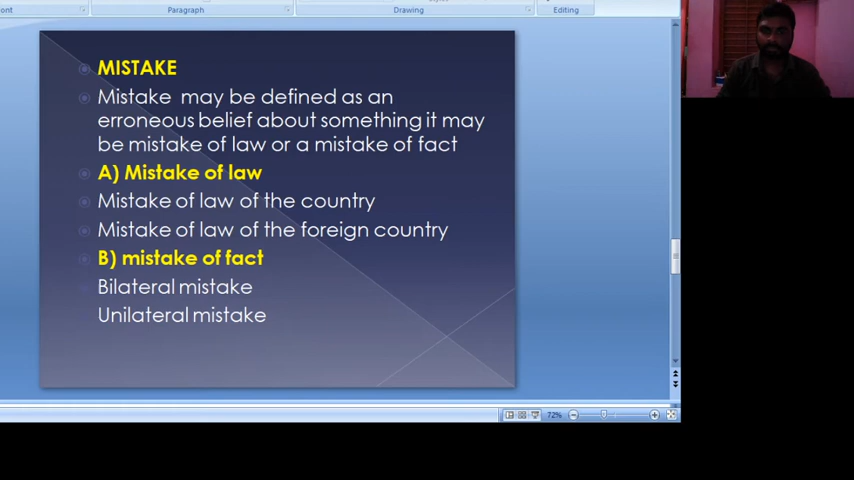 ont
Paragraph
Drawing
Editing
MISTAKE
Mistake may be defined as an
erroneous belief about something it may
be mistake of law or a mistake of fact
A) Mistake of law
Mistake of law of the country
Mistake of law of the foreign country
B) mistake of fact
Bilateral mistake
Unilateral mistake
72%